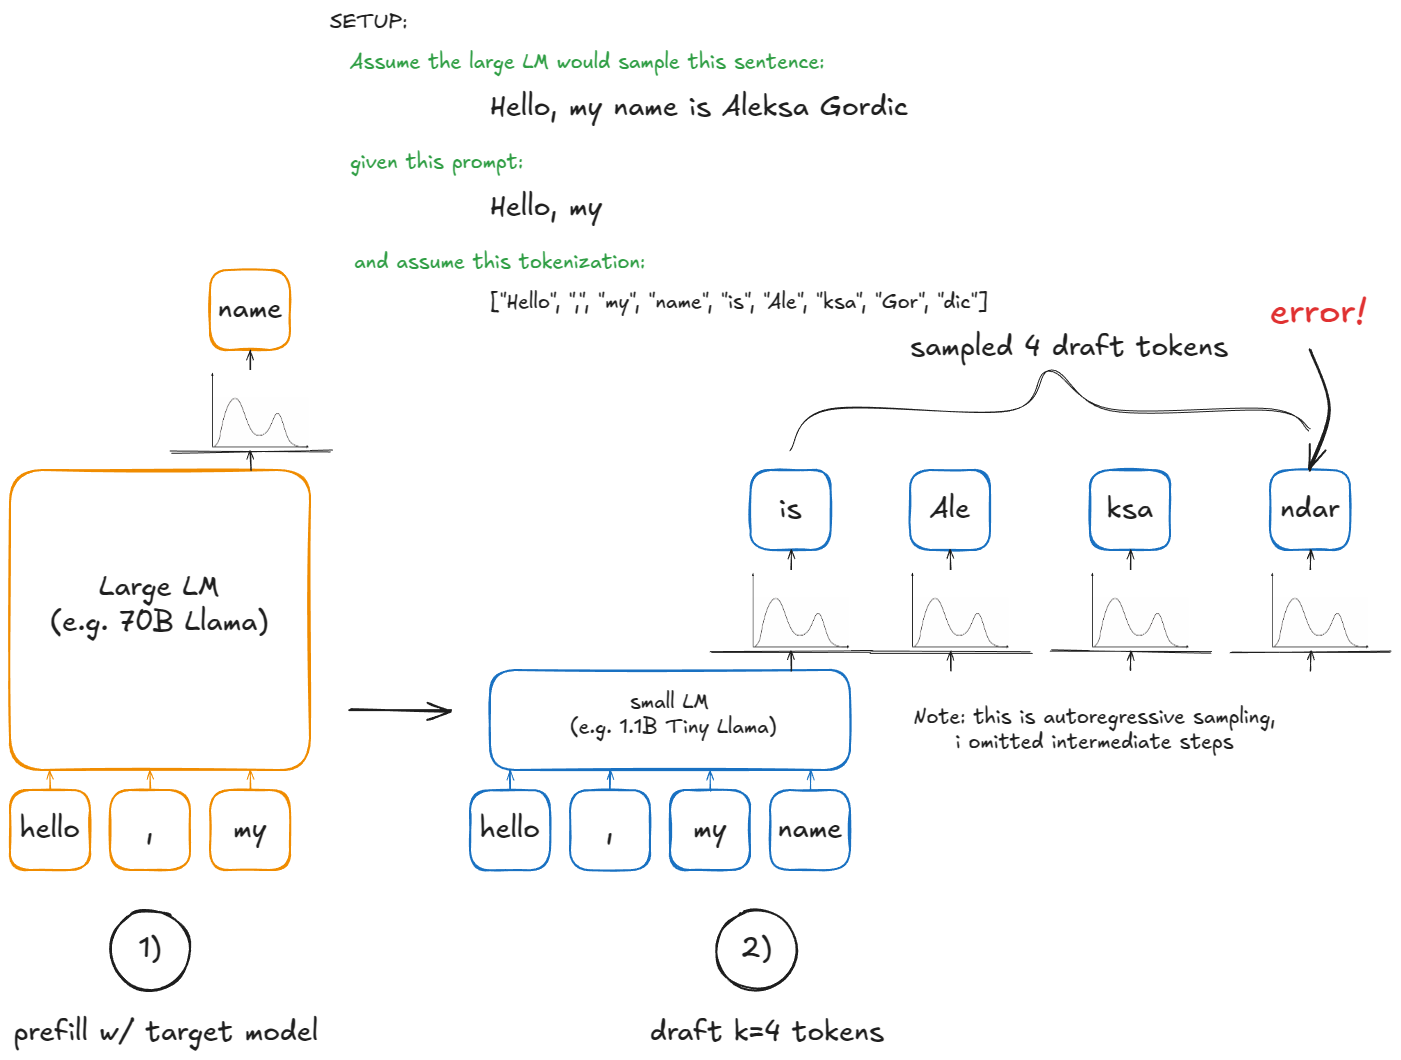 SETUP:
Assume the large LM would sample this sentence:
Hello, my name is Aleksa Gordic
given this prompt:
Hello, my
and assume this tokenization:
["Hello", ",", "my", "name", "is", "Ale", "ksa", "Gor", "dic"]
name
Large LM
(e.g. 70B Llama)
hello
,
my
1)
prefill w/ target model
error!
sampled 4 draft tokens
is
Ale
ksa
ndar
small LM
(e.g. 1.1B Tiny Llama)
Note: this is autoregressive sampling,
i omitted intermediate steps
hello
,
my
name
2)
draft k=4 tokens